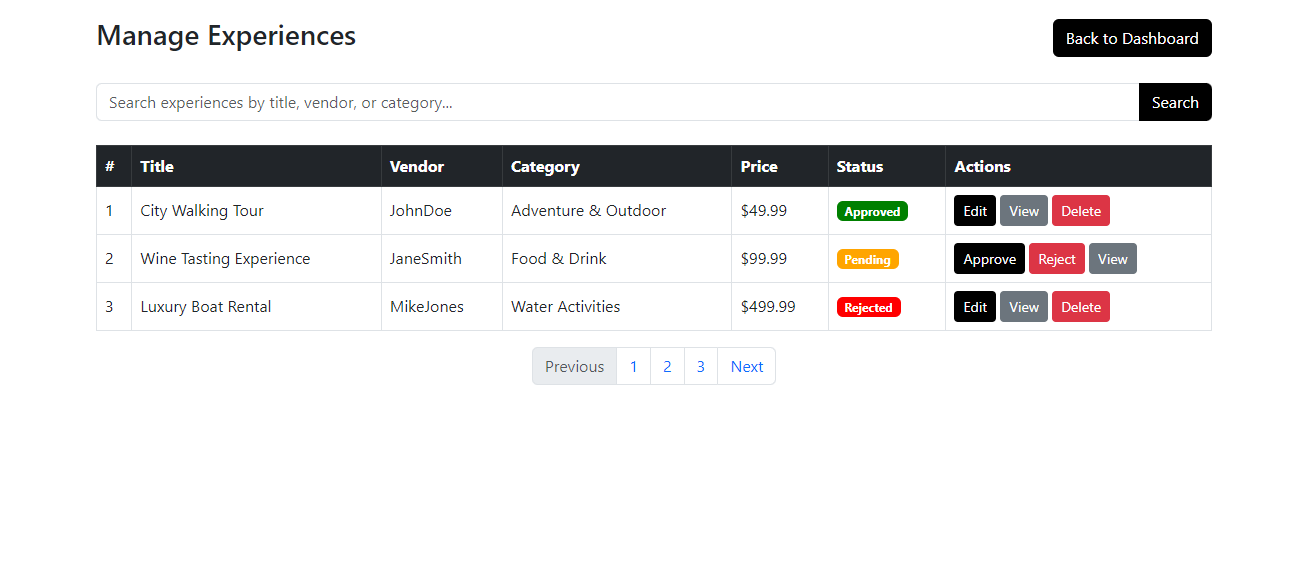 Manage Experiences
Back to Dashboard
Search experiences by title, vendor, or category...
Search
# Title Vendor Category Price Status Actions
1 City Walking Tour JohnDoe Adventure & Outdoor $49.99 Approved Edit View Delete
2 Wine Tasting Experience JaneSmith Food & Drink $99.99 Pending Approve Reject View
3 Luxury Boat Rental MikeJones Water Activities $499.99 Rejected Edit View Delete
Previous 1 2 3 Next